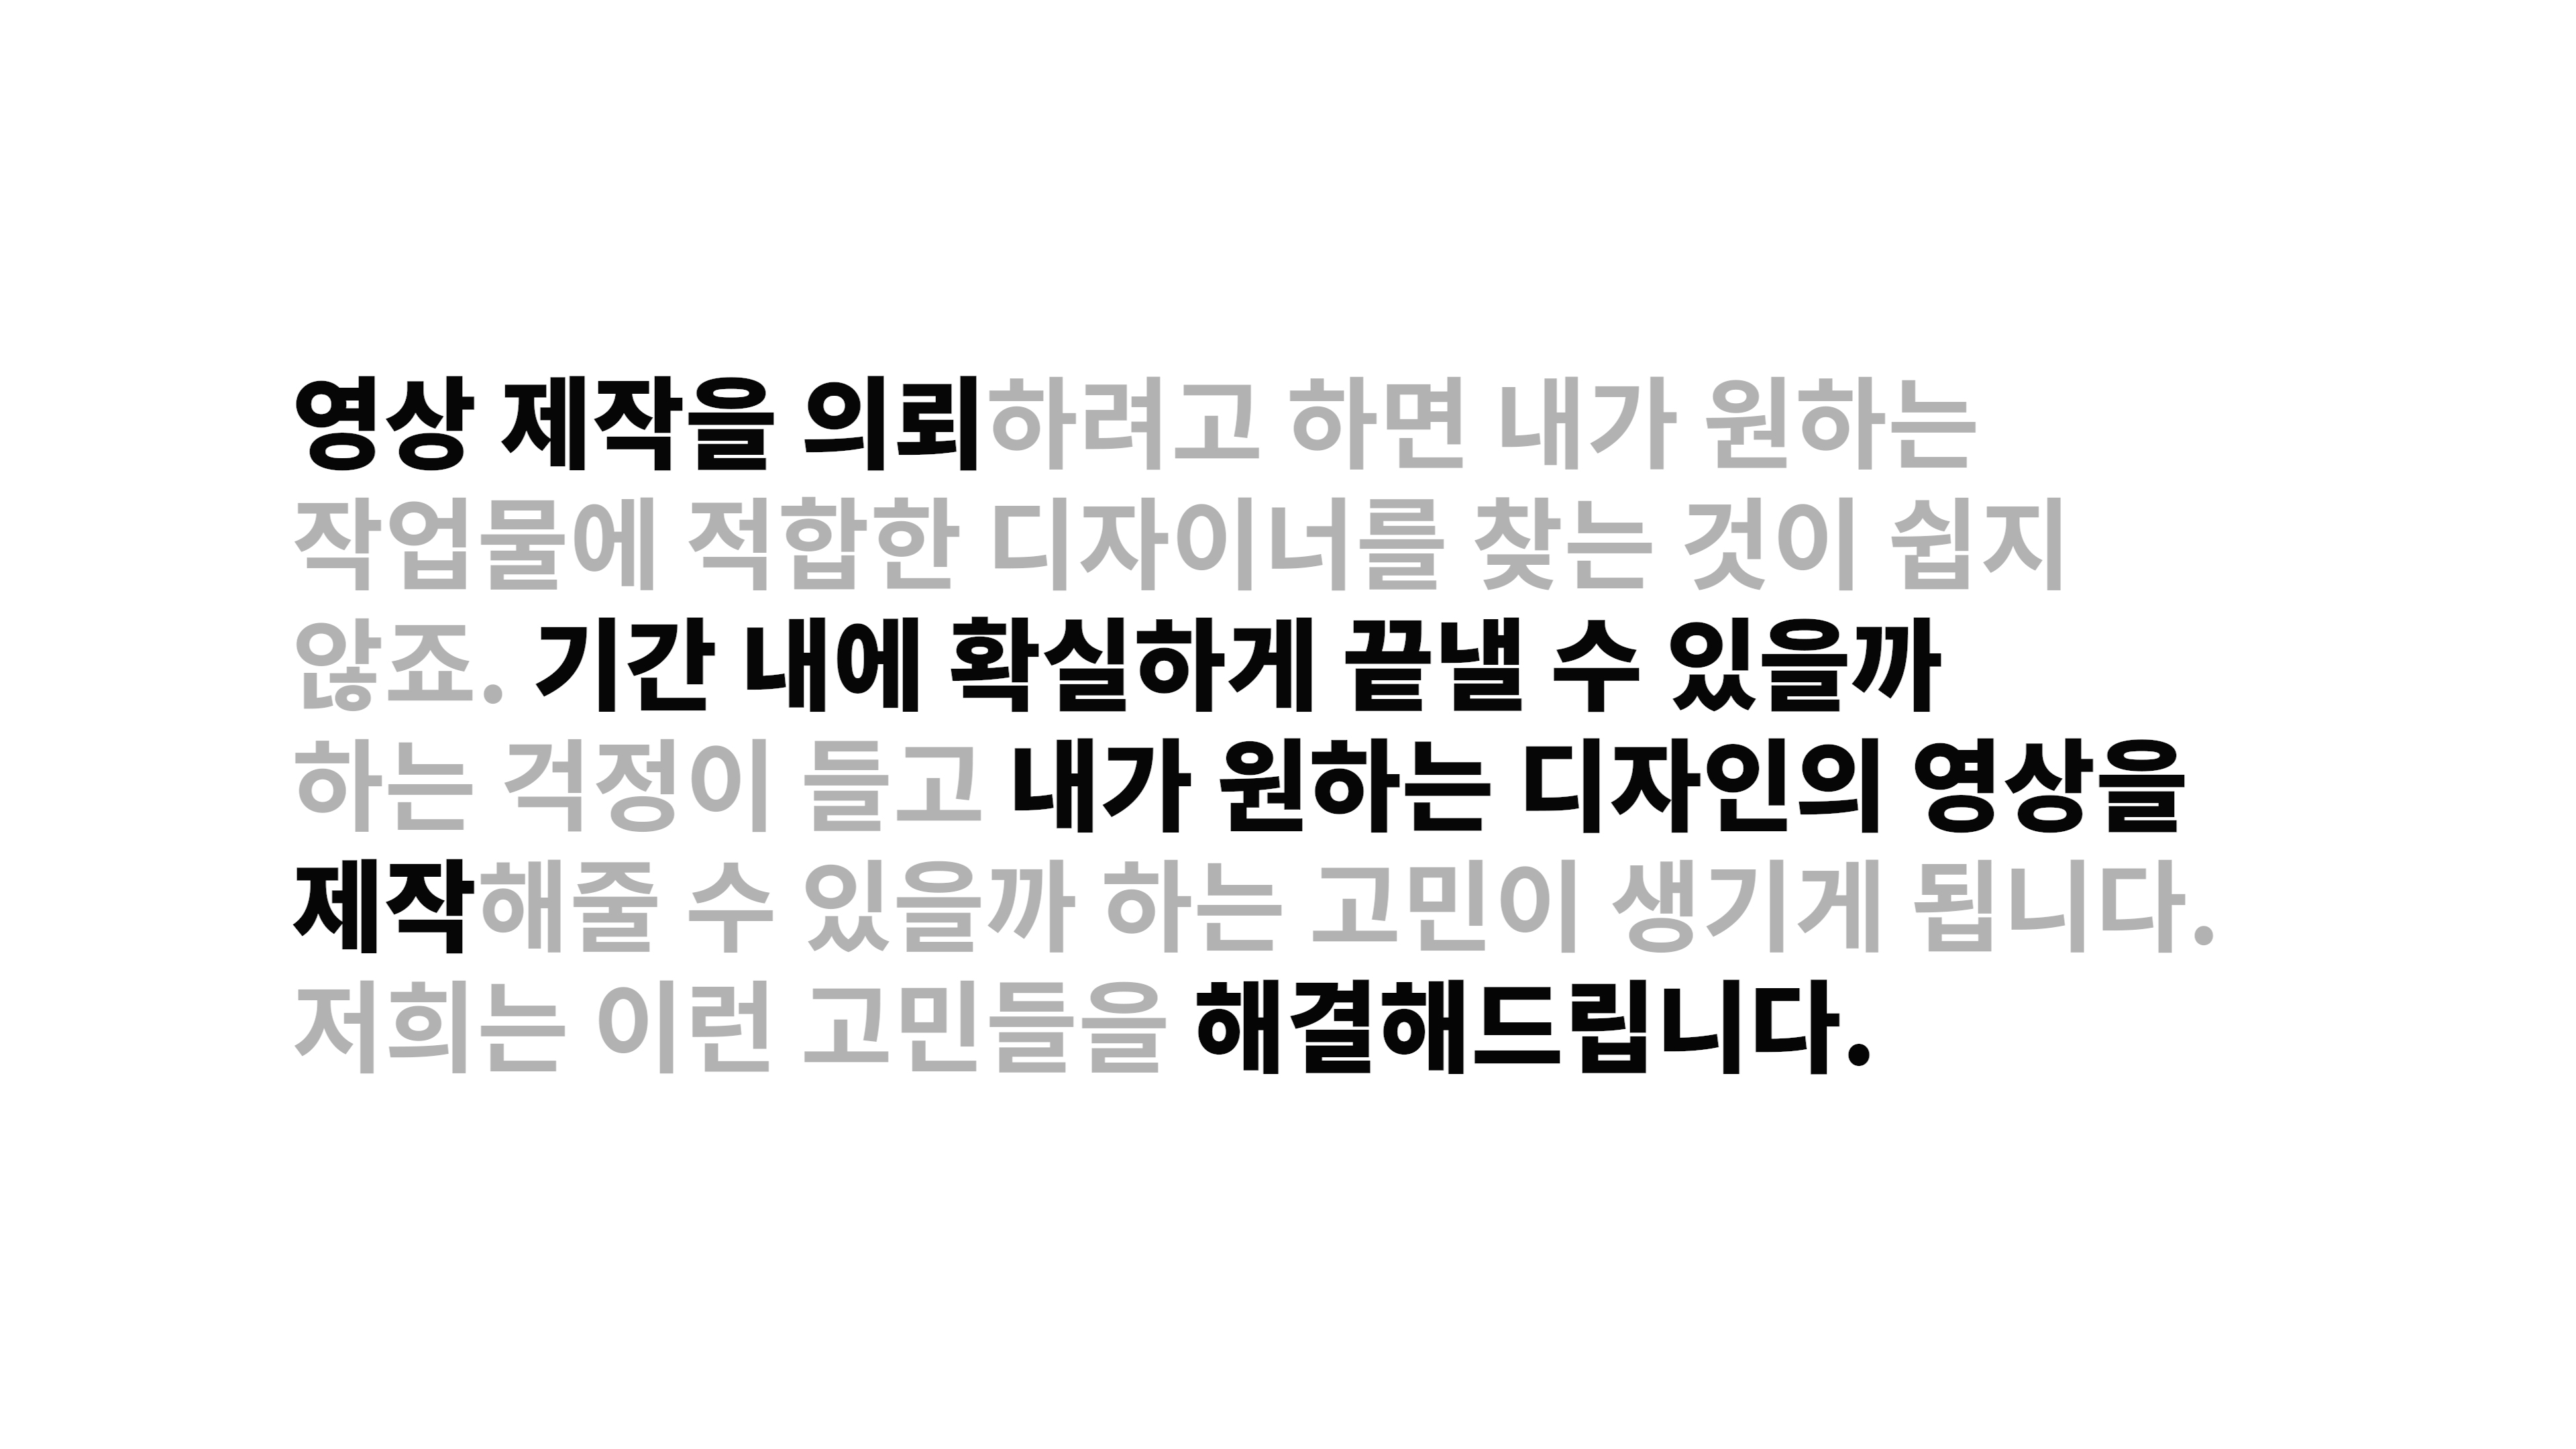 영상 제작을 의뢰하려고 하면 내가 원하는
작업물에 적합한 디자이너를 찾는 것이 쉽지
않죠. 기간 내에 확실하게 끝낼 수 있을까
하는 걱정이 들고 내가 원하는 디자인의 영상을
제작해줄 수 있을까 하는 고민이 생기게 됩니다.
저희는 이런 고민들을 해결해드립니다.